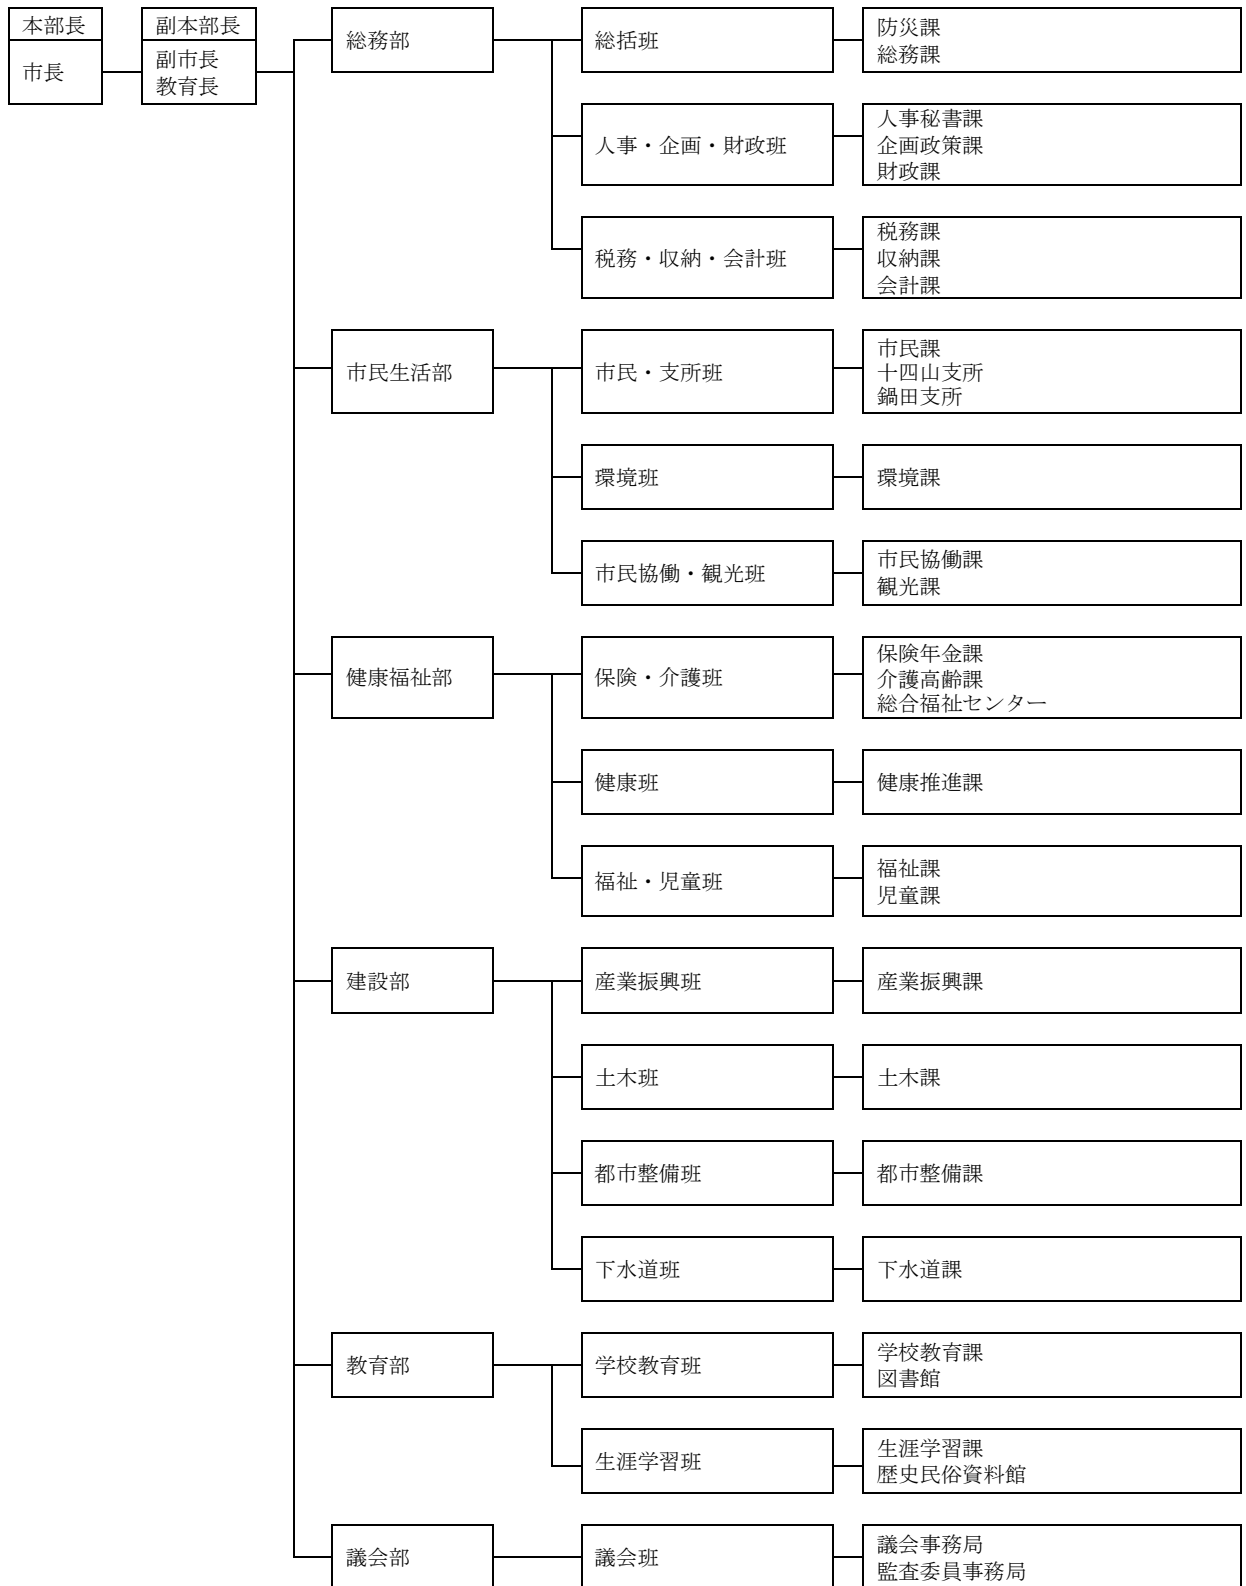 本部長
市長
副本部長
副市長
教育長
総務部
総括班
防災課
総務課
人事・企画・財政班
人事秘書課
企画政策課
財政課
税務・収納・会計班
税務課
収納課
会計課
市民生活部
市民・支所班
市民課
十四山支所
鍋田支所
環境班
環境課
市民協働・観光班
市民協働課
観光課
健康福祉部
保険・介護班
保険年金課
介護高齢課
総合福祉センター
健康班
健康推進課
福祉・児童班
福祉課
児童課
建設部
産業振興班
産業振興課
土木班
土木課
都市整備班
都市整備課
下水道班
下水道課
教育部
学校教育班
学校教育課
図書館
生涯学習班
生涯学習課
歴史民俗資料館
議会部
議会班
議会事務局
監査委員事務局